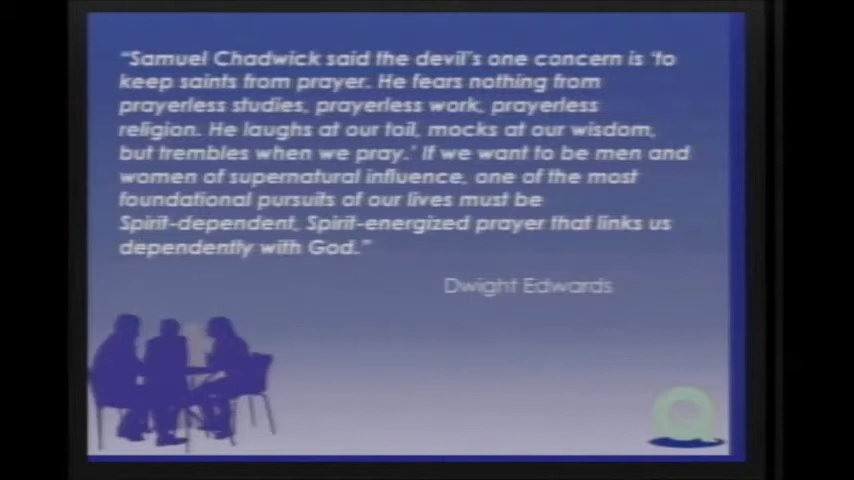 "Samuel Chadwick said the devil's one concern is 'to
keep saints from prayer. He fears nothing from
prayerless studies, prayerless work, prayerless
religion. He laughs at our toil, mocks at our wisdom,
but trembles when we pray.' If we want to be men and
women of supernatural influence, one of the most
foundational pursuits of our lives must be
Spirit-dependent, Spirit-energized prayer that links us
dependently with God."
Dwight Edwards